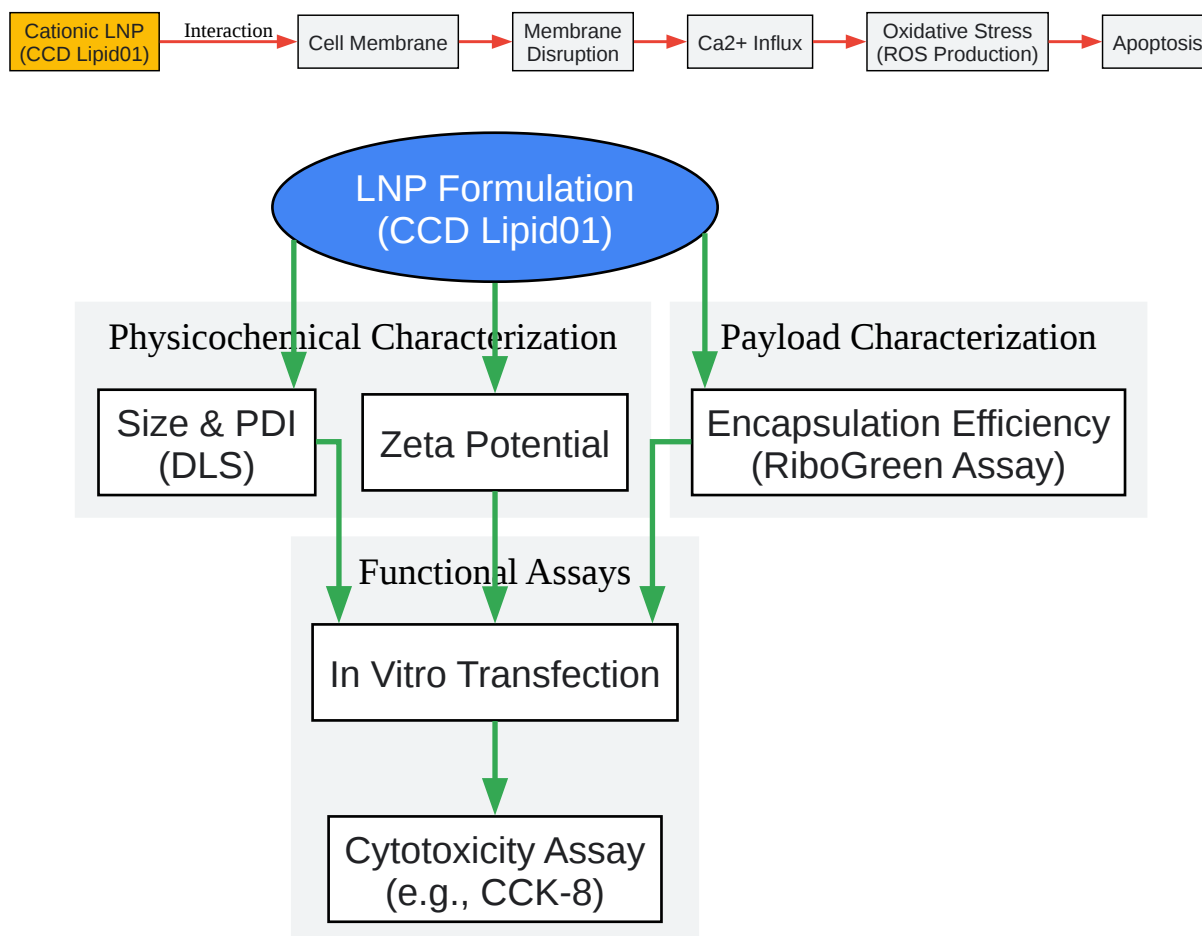 Cationic LNP
(CCD Lipid01)
Interaction
Cell Membrane
Membrane
Disruption
Ca2+ Influx
Oxidative Stress
(ROS Production)
Apoptosis
LNP Formulation
(CCD Lipid01)
Physicochemical Characterization
Payload Characterization
Size & PDI
(DLS)
Zeta Potential
Encapsulation Efficiency
(RiboGreen Assay)
Functional Assays
In Vitro Transfection
Cytotoxicity Assay
(e.g., CCK-8)